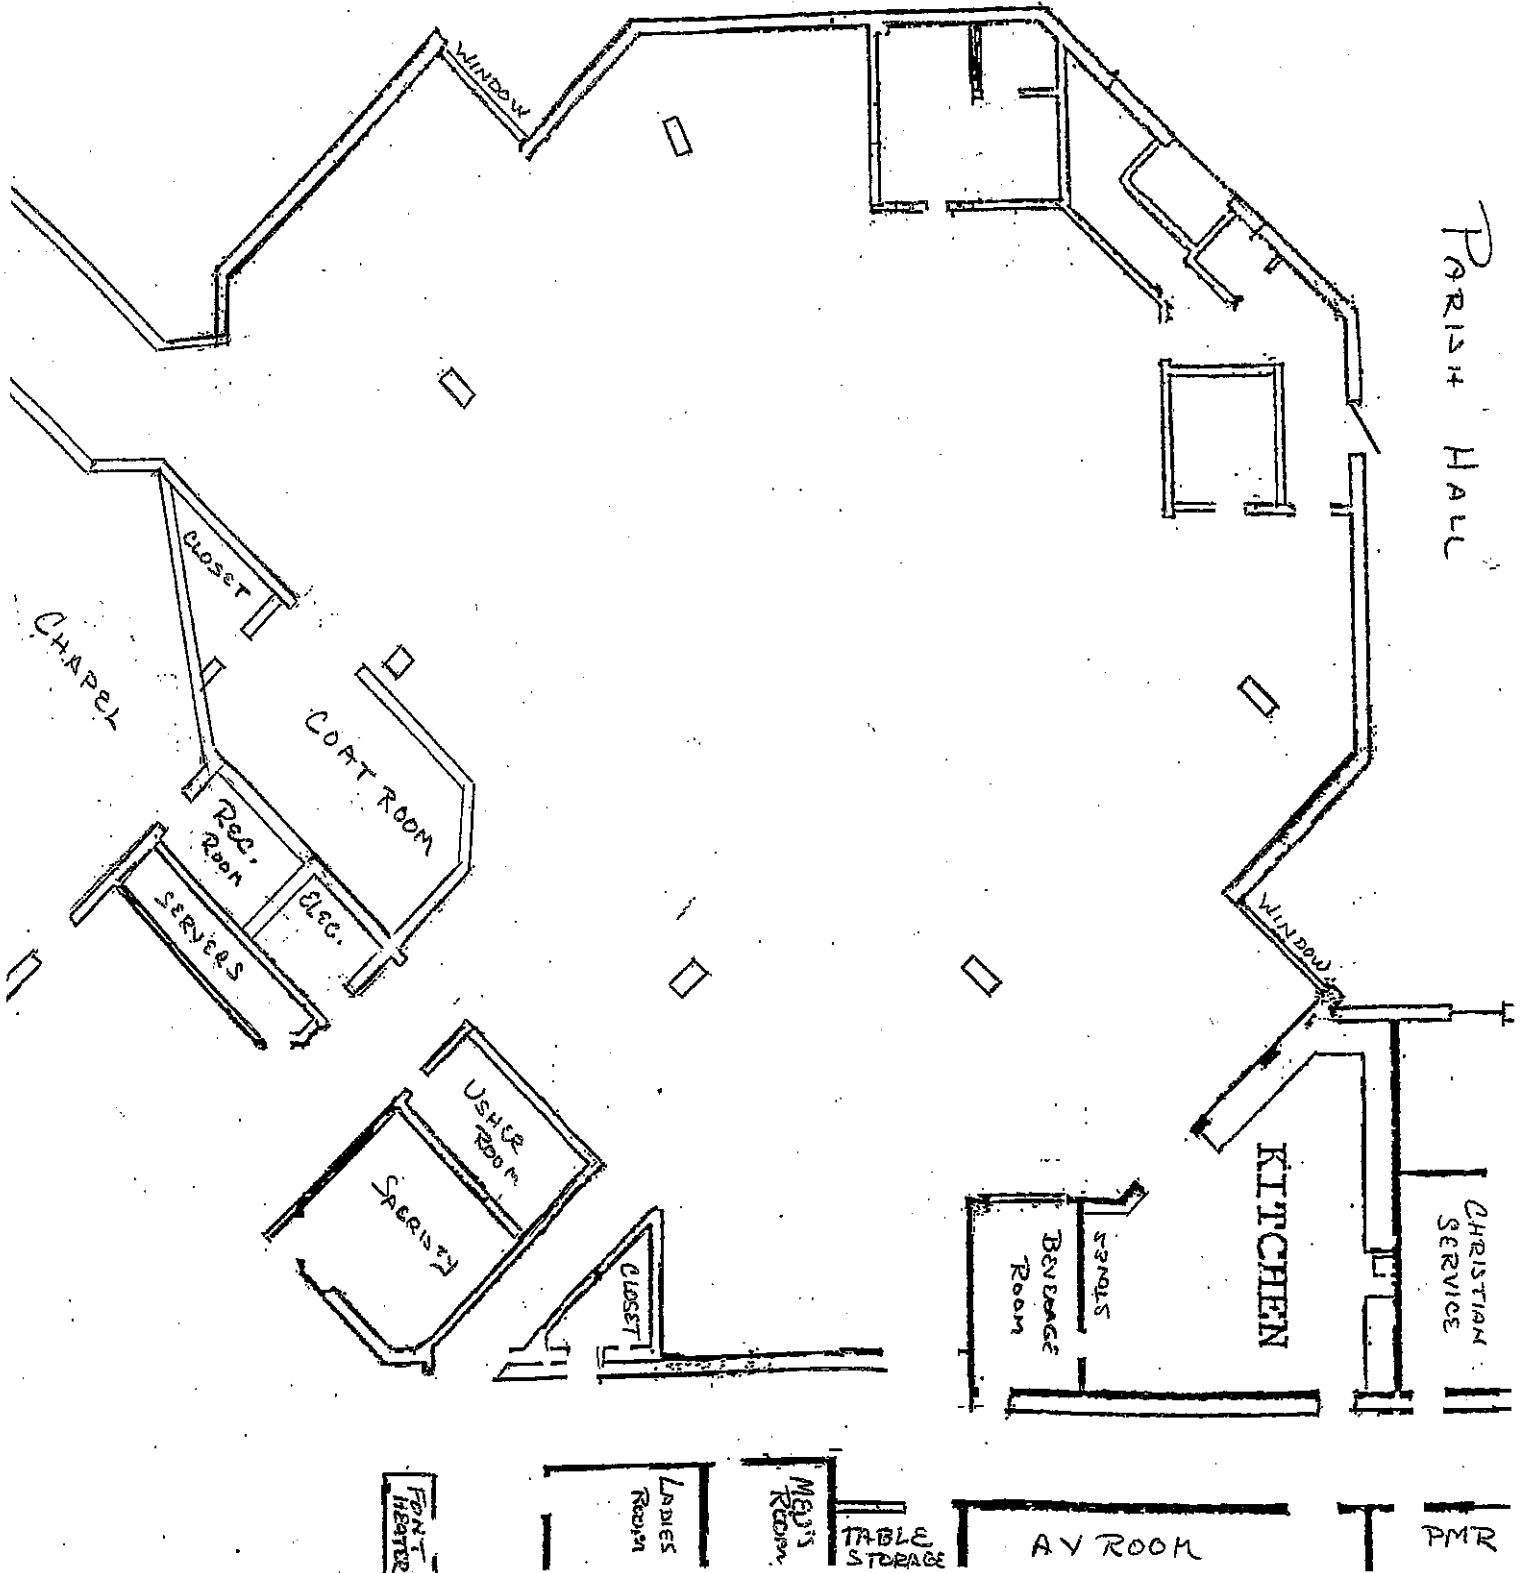 PARISH HALL
WINDOW
CLOSET
CHAPEL
COAT ROOM
REC.
ROOM
ELEC.
SERVERS
WINDOW
USHER
ROOM
SACRISTY
CLOSET
BEVERAGE
ROOM
KITCHEN
CHRISTIAN
SERVICE
FONT
HEATER
LADIES
ROOM
MEN'S
ROOM
TABLE
STORAGE
AV ROOM
PMR